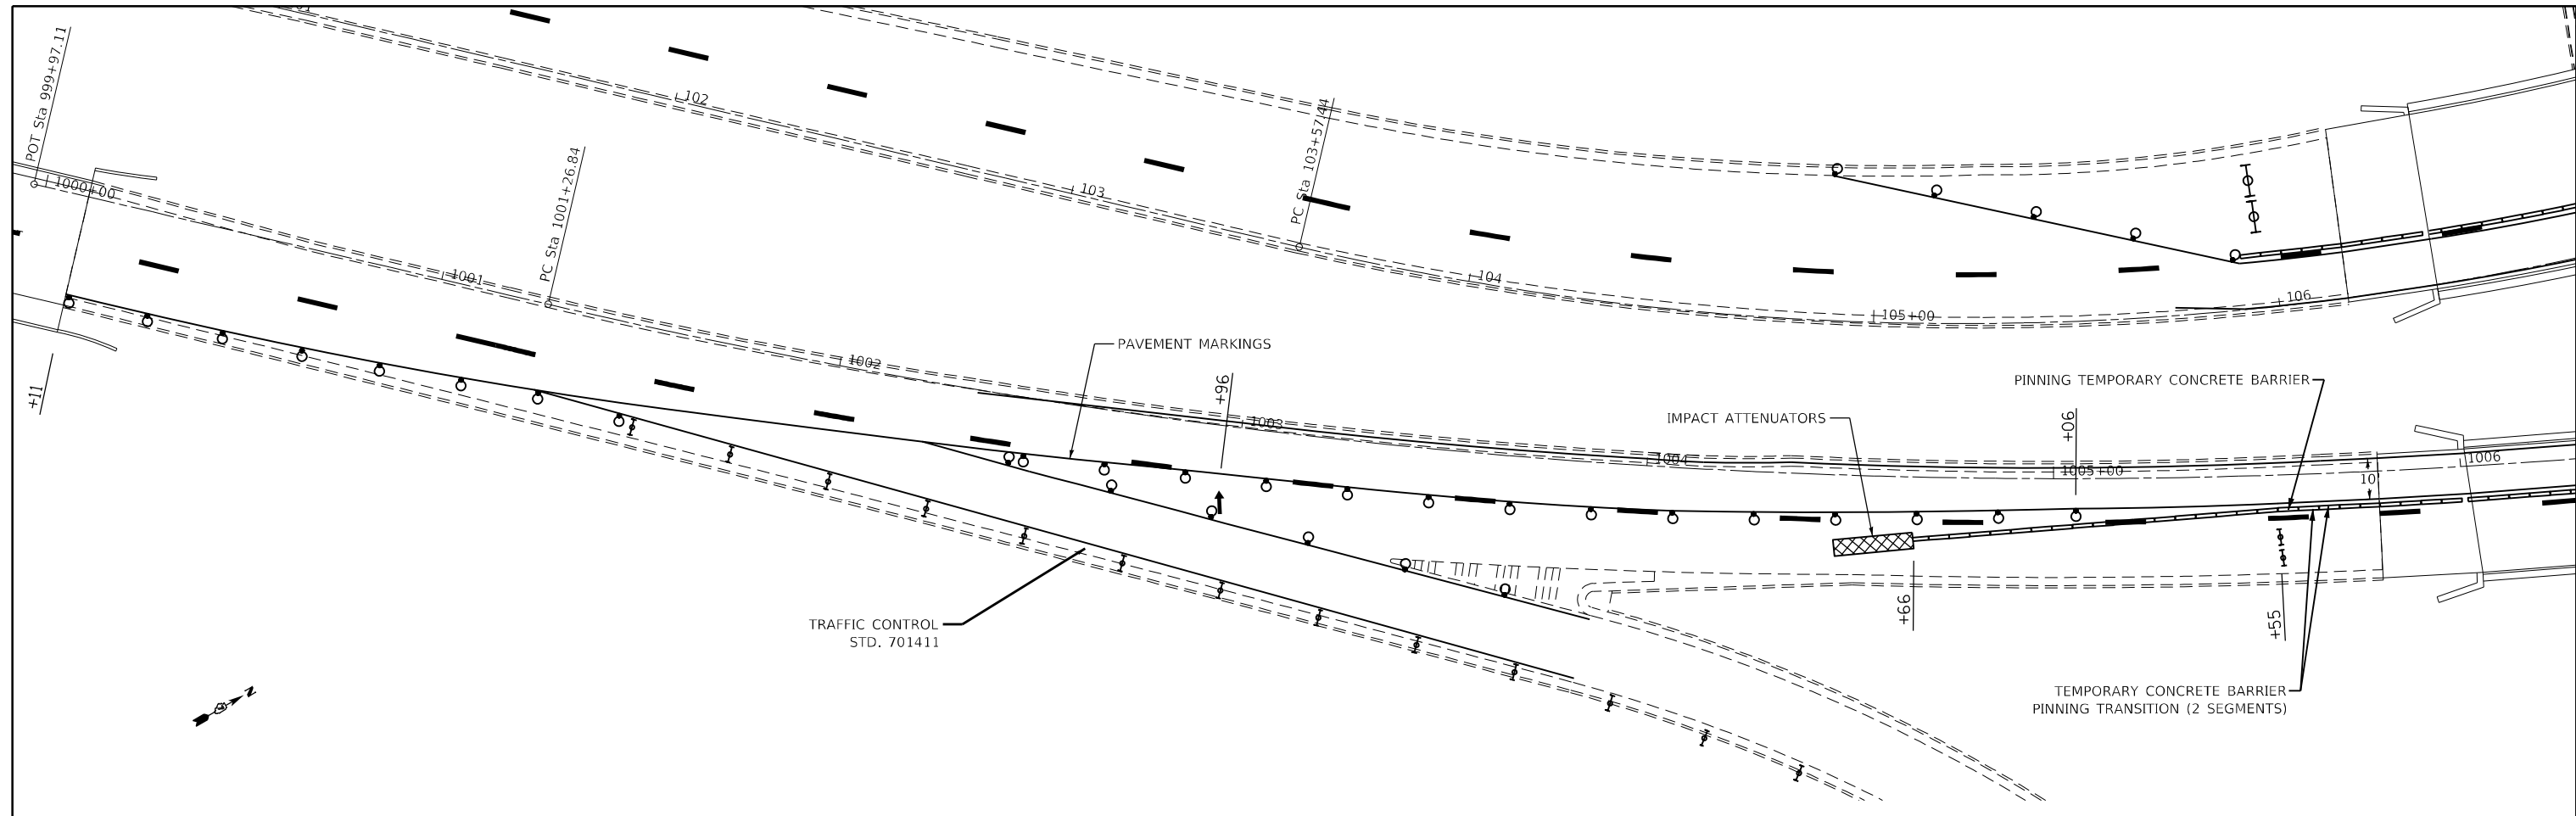 POT Sta 999+97.11
1000+00
+11
PC Sta 1001+26.84
1001
102
103
PC Sta 103+57.44
104
105+00
106
1002
PAVEMENT MARKINGS
+96
1003
1004
IMPACT ATTENUATORS
PINNING TEMPORARY CONCRETE BARRIER
+06
1005+00
10'
1006
TRAFFIC CONTROL
STD. 701411
+66
+55
TEMPORARY CONCRETE BARRIER
PINNING TRANSITION (2 SEGMENTS)
N